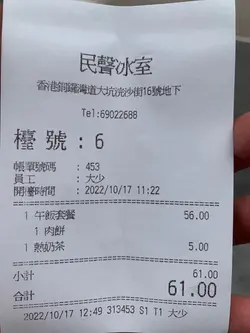 民聲冰室
香港銅鑼灣道大坑浣沙街16號地下
Tel:69022688
檯號:6
帳單號碼 : 453
員工 : 大少
開檯時間 : 2022/10/17 11:22
1 午飯套餐 56.00
1 肉餅
1 熱奶茶 5.00
小計 61.00
合計 61.00
2022/10/17 12:49 313453 S1 T1 大少